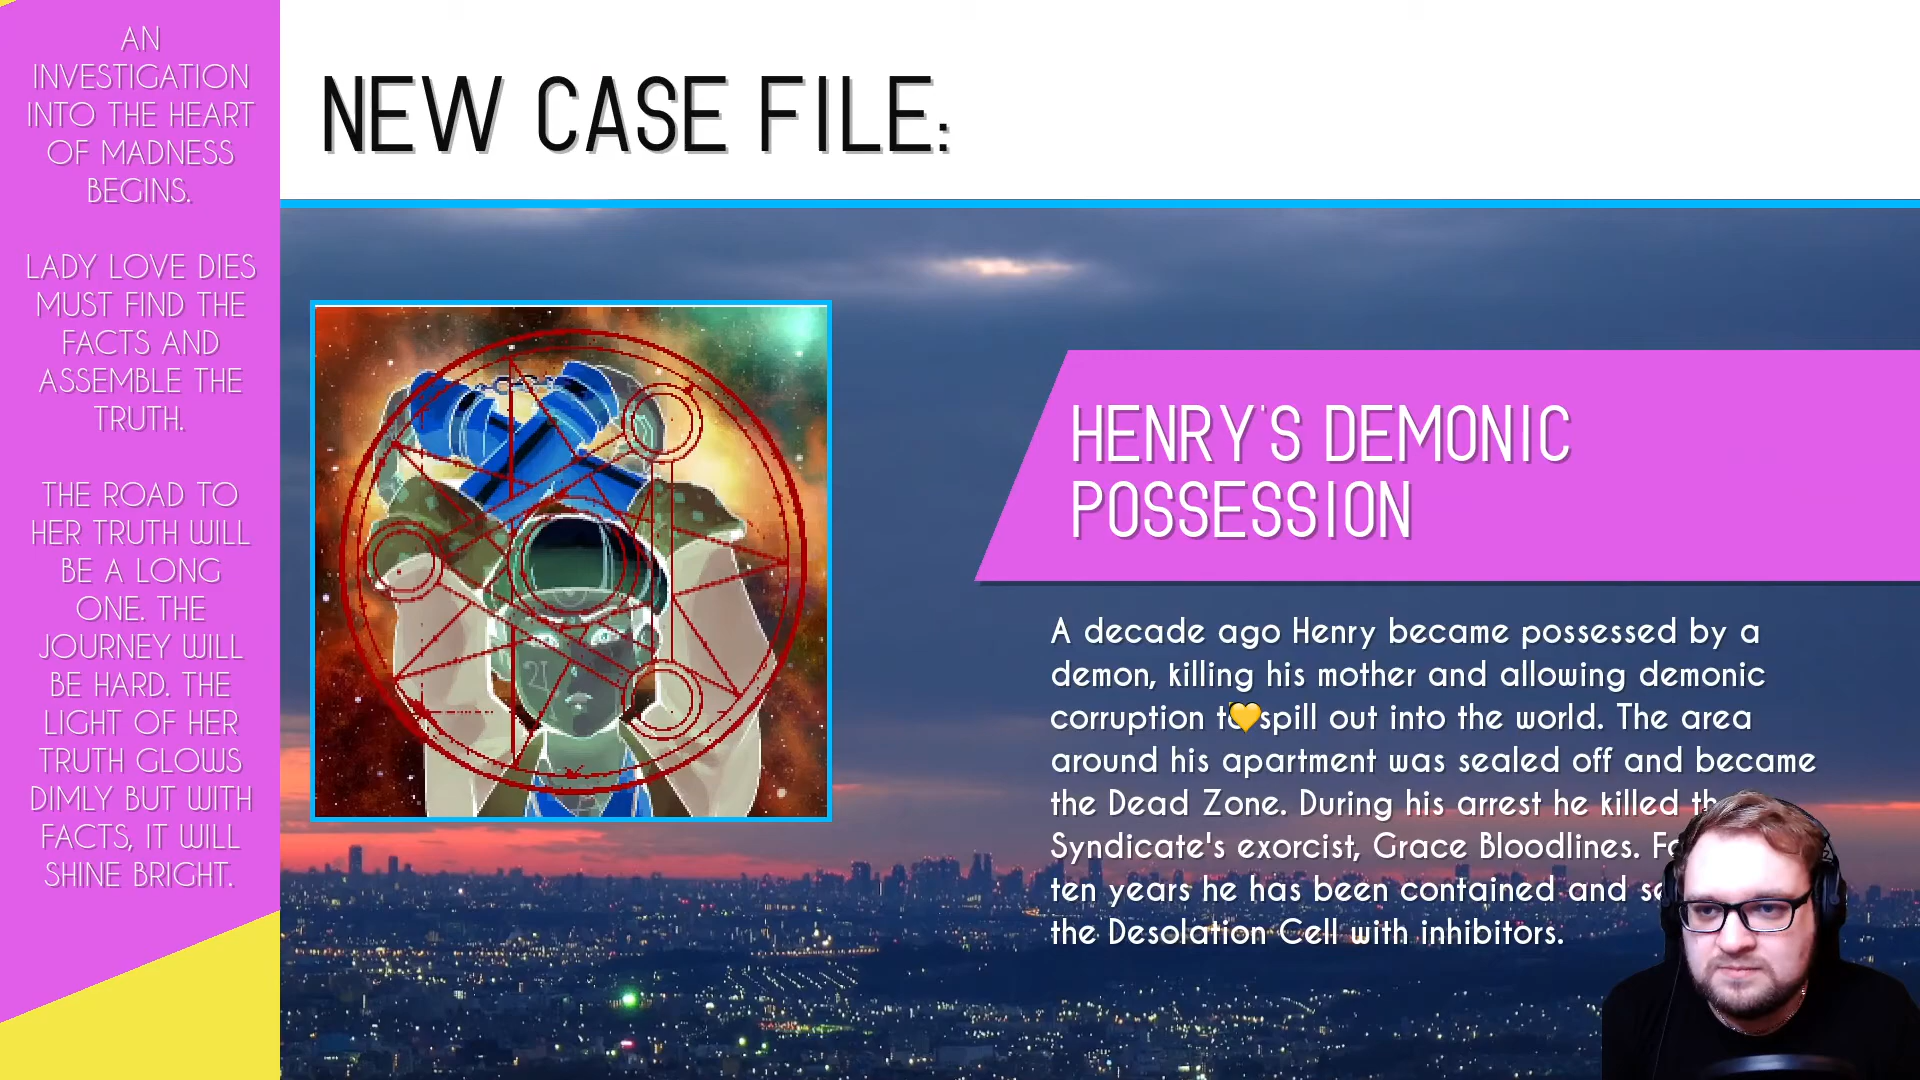 AN
INVESTIGATION
INTO THE HEART
OF MADNESS
BEGINS.
LADY LOVE DIES
MUST FIND THE
FACTS AND
ASSEMBLE THE
TRUTH.
THE ROAD TO
HER TRUTH WILL
BE A LONG
ONE. THE
JOURNEY WILL
BE HARD. THE
LIGHT OF HER
TRUTH GLOWS
DIMLY BUT WITH
FACTS, IT WILL
SHINE BRIGHT.
NEW CASE FILE:
HENRY'S DEMONIC
POSSESSION
A decade ago Henry became possessed by a
demon, killing his mother and allowing demonic
corruption to spill out into the world. The area
around his apartment was sealed off and became
the Dead Zone. During his arrest he killed
Syndicate's exorcist, Grace Bloodlines.
ten years he has been contained and
the Desolation Cell with inhibitors.